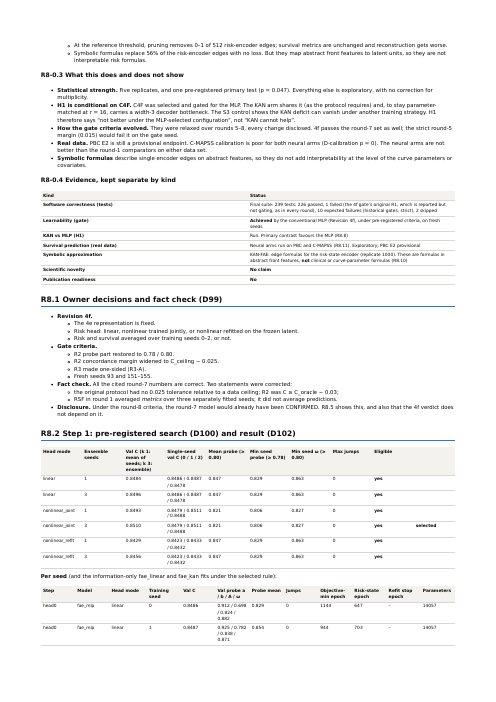 At the reference threshold, pruning removes 0–1 of 512 risk-encoder edges; survival metrics are unchanged and reconstruction gets worse.
Symbolic formulas replace 56% of the risk-encoder edges with no loss. But they map abstract front features to latent units, so they are not
interpretable risk formulas.
R8-0.3 What this does and does not show
Statistical strength. Five replicates, and one pre-registered primary test (p = 0.047). Everything else is exploratory, with no correction for
multiplicity.
H1 is conditional on C4F. C4F was selected and gated for the MLP. The KAN arm shares it (as the protocol requires) and, to stay parameter-
matched at r = 16, carries a width-3 decoder bottleneck. The S3 control shows the KAN deficit can vanish under another training strategy. H1
therefore says "not better under the MLP-selected configuration", not "KAN cannot help".
How the gate criteria evolved. They were relaxed over rounds 5–8, every change disclosed. 4f passes the round-7 set as well; the strict round-5
margin (0.015) would fail it on the gate seed.
Real data. PBC E2 is still a provisional endpoint. C-MAPSS calibration is poor for both neural arms (D-calibration p ≈ 0). The neural arms are not
better than the round-1 comparators on either data set.
Symbolic formulas describe single encoder edges on abstract features, so they do not add interpretability at the level of the curve parameters or
covariates.
R8-0.4 Evidence, kept separate by kind
Kind Status
Software correctness (tests) Final suite: 239 tests: 226 passed, 1 failed (the 4f gate's original R1, which is reported but
not gating, as in every round), 10 expected failures (historical gates, strict), 2 skipped
Learnability (gate) Achieved by the conventional MLP (Revision 4f), under pre-registered criteria, on fresh
seeds
KAN vs MLP (H1) Run. Primary contrast favours the MLP (R8.8)
Survival prediction (real data) Neural arms run on PBC and C-MAPSS (R8.11). Exploratory; PBC E2 provisional
Symbolic approximation KAN-FAE: edge formulas for the risk-state encoder (replicate 1000). These are formulas in
abstract front features, not clinical or curve-parameter formulas (R8.10)
Scientific novelty No claim
Publication readiness No
R8.1 Owner decisions and fact check (D99)
Revision 4f.
The 4e representation is fixed.
Risk head: linear, nonlinear trained jointly, or nonlinear refitted on the frozen latent.
Risk and survival averaged over training seeds 0–2, or not.
Gate criteria.
R2 probe part restored to 0.78 / 0.80.
R2 concordance margin widened to C_ceiling − 0.025.
R3 made one-sided (R3-A).
Fresh seeds 93 and 151–155.
Fact check. All the cited round-7 numbers are correct. Two statements were corrected:
the original protocol had no 0.025 tolerance relative to a data ceiling; R2 was C ≥ C_oracle − 0.03;
RSF in round 1 averaged metrics over three separately fitted seeds; it did not average predictions.
Disclosure. Under the round-8 criteria, the round-7 model would already have been CONFIRMED. R8.5 shows this, and also that the 4f verdict does
not depend on it.
R8.2 Step 1: pre-registered search (D100) and result (D102)
Head mode Ensemble seeds Val C (k 1: mean of seeds; k 3: ensemble) Single-seed val C (0 / 1 / 2) Mean probe (≥ 0.80) Min seed probe (≥ 0.78) Min seed ω (≥ 0.80) Max jumps Eligible
linear 1 0.8484 0.8486 / 0.8487 / 0.8478 0.847 0.829 0.863 0 yes
linear 3 0.8496 0.8486 / 0.8487 / 0.8478 0.847 0.829 0.863 0 yes
nonlinear_joint 1 0.8493 0.8479 / 0.8511 / 0.8488 0.821 0.806 0.827 0 yes
nonlinear_joint 3 0.8510 0.8479 / 0.8511 / 0.8488 0.821 0.806 0.827 0 yes selected
nonlinear_refit 1 0.8429 0.8423 / 0.8433 / 0.8432 0.847 0.829 0.863 0 yes
nonlinear_refit 3 0.8456 0.8423 / 0.8433 / 0.8432 0.847 0.829 0.863 0 yes
Per seed (and the information-only fae_linear and fae_kan fits under the selected rule):
Step Model Head mode Training seed Val C Val probe a / b / A / ω Probe mean Jumps Objective-min epoch Risk-state epoch Refit stop epoch Parameters
head0 fae_mlp linear 0 0.8486 0.912 / 0.698 / 0.824 / 0.882 0.829 0 1143 647 – 14057
head0 fae_mlp linear 1 0.8487 0.925 / 0.782 / 0.838 / 0.871 0.854 0 944 703 – 14057